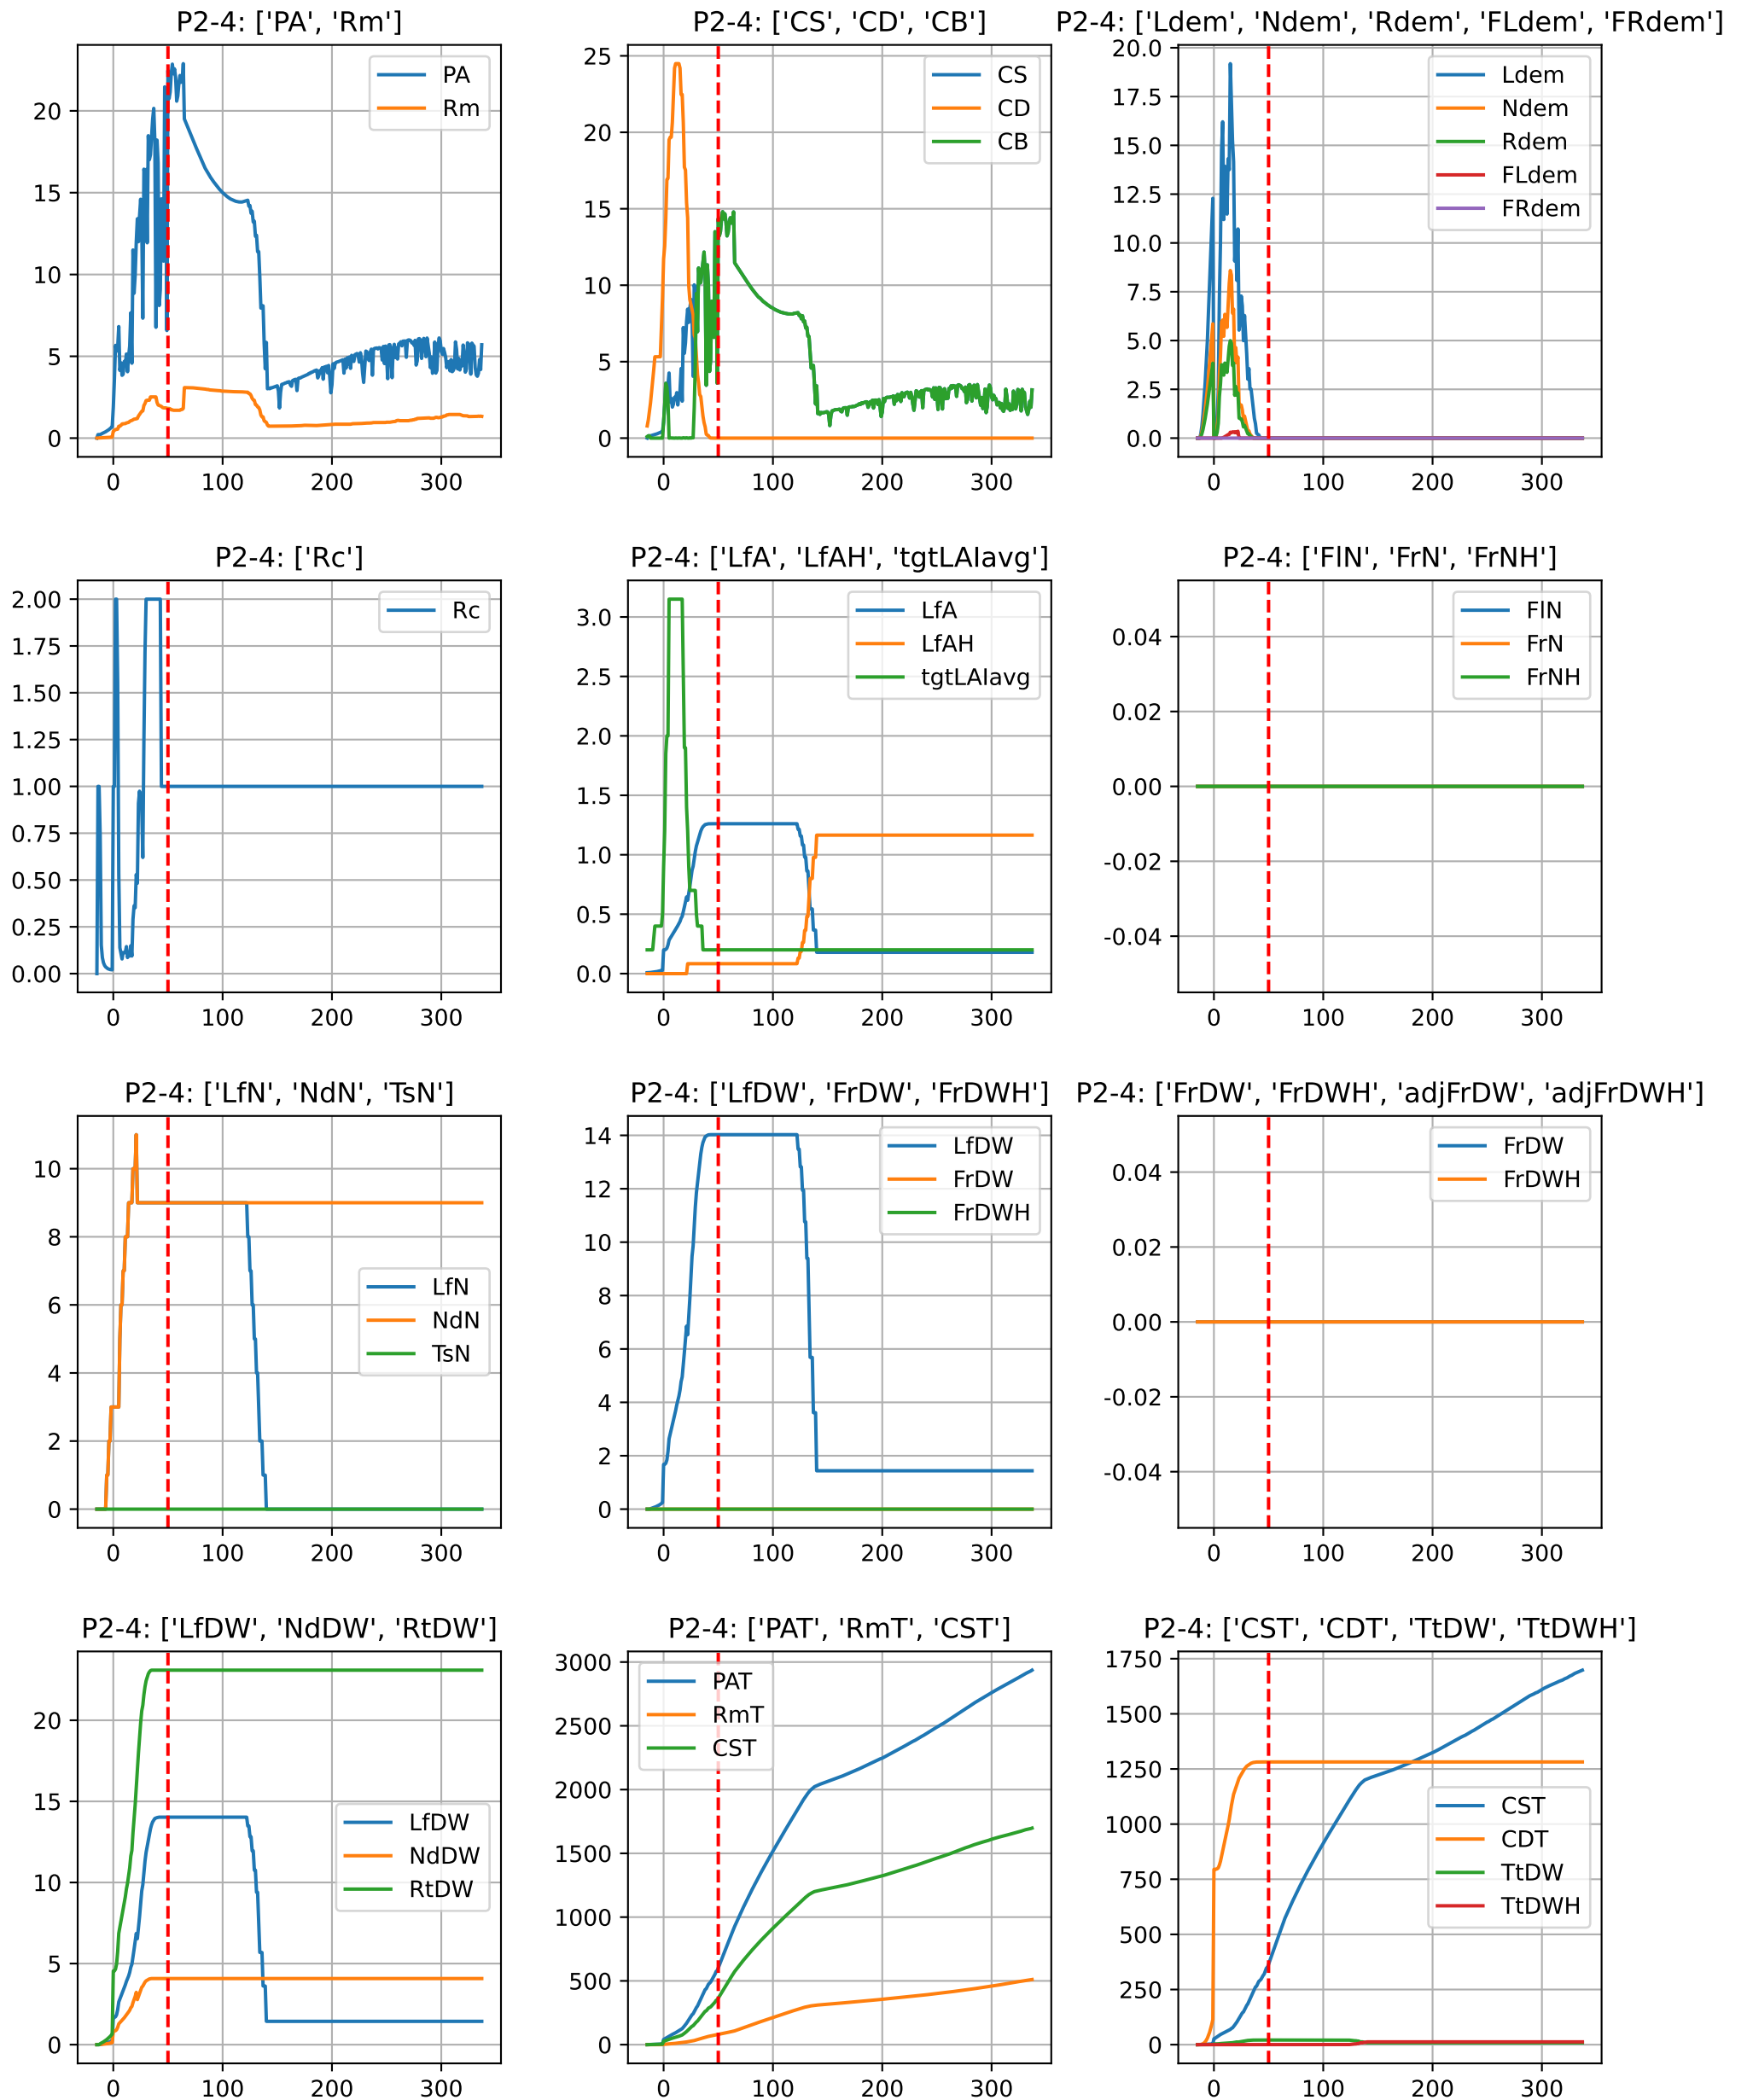 P2-4: ['PA', 'Rm']
PA
Rm
20
15
10
5
0
0 100 200 300
P2-4: ['CS', 'CD', 'CB']
CS
CD
CB
25
20
15
10
5
0
0 100 200 300
P2-4: ['Ldem', 'Ndem', 'Rdem', 'FLdem', 'FRdem']
Ldem
Ndem
Rdem
FLdem
FRdem
20.0
17.5
15.0
12.5
10.0
7.5
5.0
2.5
0.0
0 100 200 300
P2-4: ['Rc']
Rc
2.00
1.75
1.50
1.25
1.00
0.75
0.50
0.25
0.00
0 100 200 300
P2-4: ['LfA', 'LfAH', 'tgtLAIavg']
LfA
LfAH
tgtLAIavg
3.0
2.5
2.0
1.5
1.0
0.5
0.0
0 100 200 300
P2-4: ['FlN', 'FrN', 'FrNH']
FlN
FrN
FrNH
0.04
0.02
0.00
-0.02
-0.04
0 100 200 300
P2-4: ['LfN', 'NdN', 'TsN']
LfN
NdN
TsN
10
8
6
4
2
0
0 100 200 300
P2-4: ['LfDW', 'FrDW', 'FrDWH']
LfDW
FrDW
FrDWH
14
12
10
8
6
4
2
0
0 100 200 300
P2-4: ['FrDW', 'FrDWH', 'adjFrDW', 'adjFrDWH']
FrDW
FrDWH
0.04
0.02
0.00
-0.02
-0.04
0 100 200 300
P2-4: ['LfDW', 'NdDW', 'RtDW']
LfDW
NdDW
RtDW
20
15
10
5
0
0 100 200 300
P2-4: ['PAT', 'RmT', 'CST']
PAT
RmT
CST
3000
2500
2000
1500
1000
500
0
0 100 200 300
P2-4: ['CST', 'CDT', 'TtDW', 'TtDWH']
CST
CDT
TtDW
TtDWH
1750
1500
1250
1000
750
500
250
0
0 100 200 300